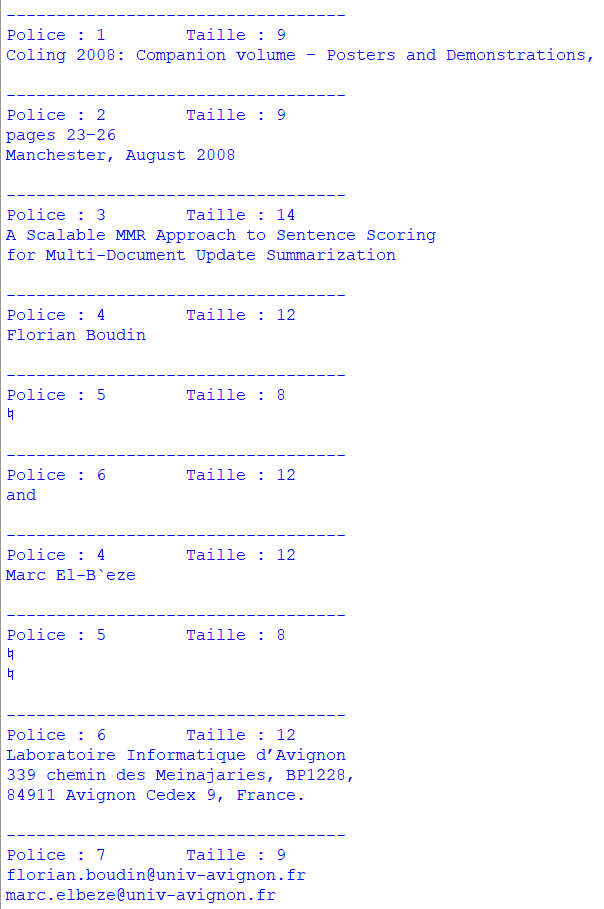 ----------------------------------
Police : 1        Taille : 9
Coling 2008: Companion volume – Posters and Demonstrations,
----------------------------------
Police : 2        Taille : 9
pages 23–26
Manchester, August 2008
----------------------------------
Police : 3        Taille : 14
A Scalable MMR Approach to Sentence Scoring
for Multi-Document Update Summarization
----------------------------------
Police : 4        Taille : 12
Florian Boudin
----------------------------------
Police : 5        Taille : 8
♮
----------------------------------
Police : 6        Taille : 12
and
----------------------------------
Police : 4        Taille : 12
Marc El-B`eze
----------------------------------
Police : 5        Taille : 8
♮
♮
----------------------------------
Police : 6        Taille : 12
Laboratoire Informatique d’Avignon
339 chemin des Meinajaries, BP1228,
84911 Avignon Cedex 9, France.
----------------------------------
Police : 7        Taille : 9
florian.boudin@univ-avignon.fr
marc.elbeze@univ-avignon.fr